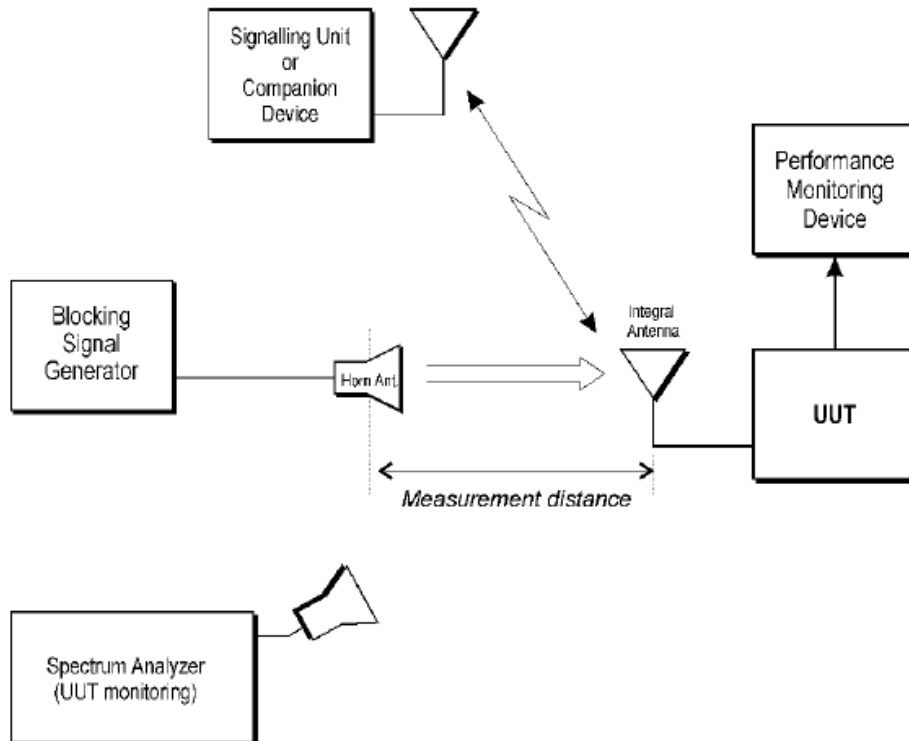 Signalling Unit
or
Companion
Device
Performance
Monitoring
Device
Blocking
Signal
Generator
Horn Ant.
Integral
Antenna
UUT
Measurement distance
Spectrum Analyzer
(UUT monitoring)